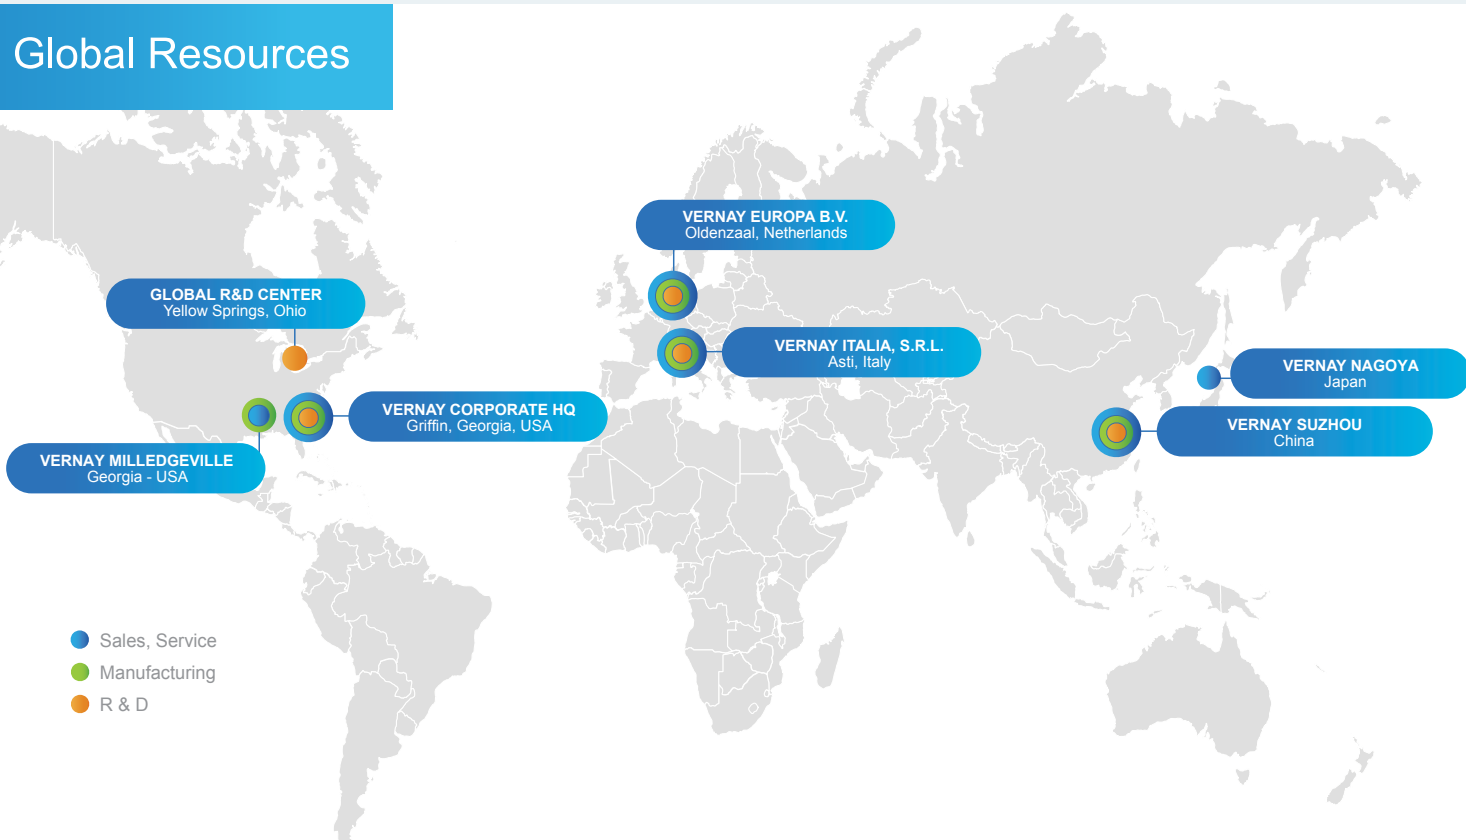 Global Resources
VERNAY EUROPA B.V.
Oldenzaal, Netherlands
GLOBAL R&D CENTER
Yellow Springs, Ohio
VERNAY ITALIA, S.R.L.
Asti, Italy
VERNAY NAGOYA
Japan
VERNAY CORPORATE HQ
Griffin, Georgia, USA
VERNAY SUZHOU
China
VERNAY MILLEDGEVILLE
Georgia - USA
Sales, Service
Manufacturing
R & D